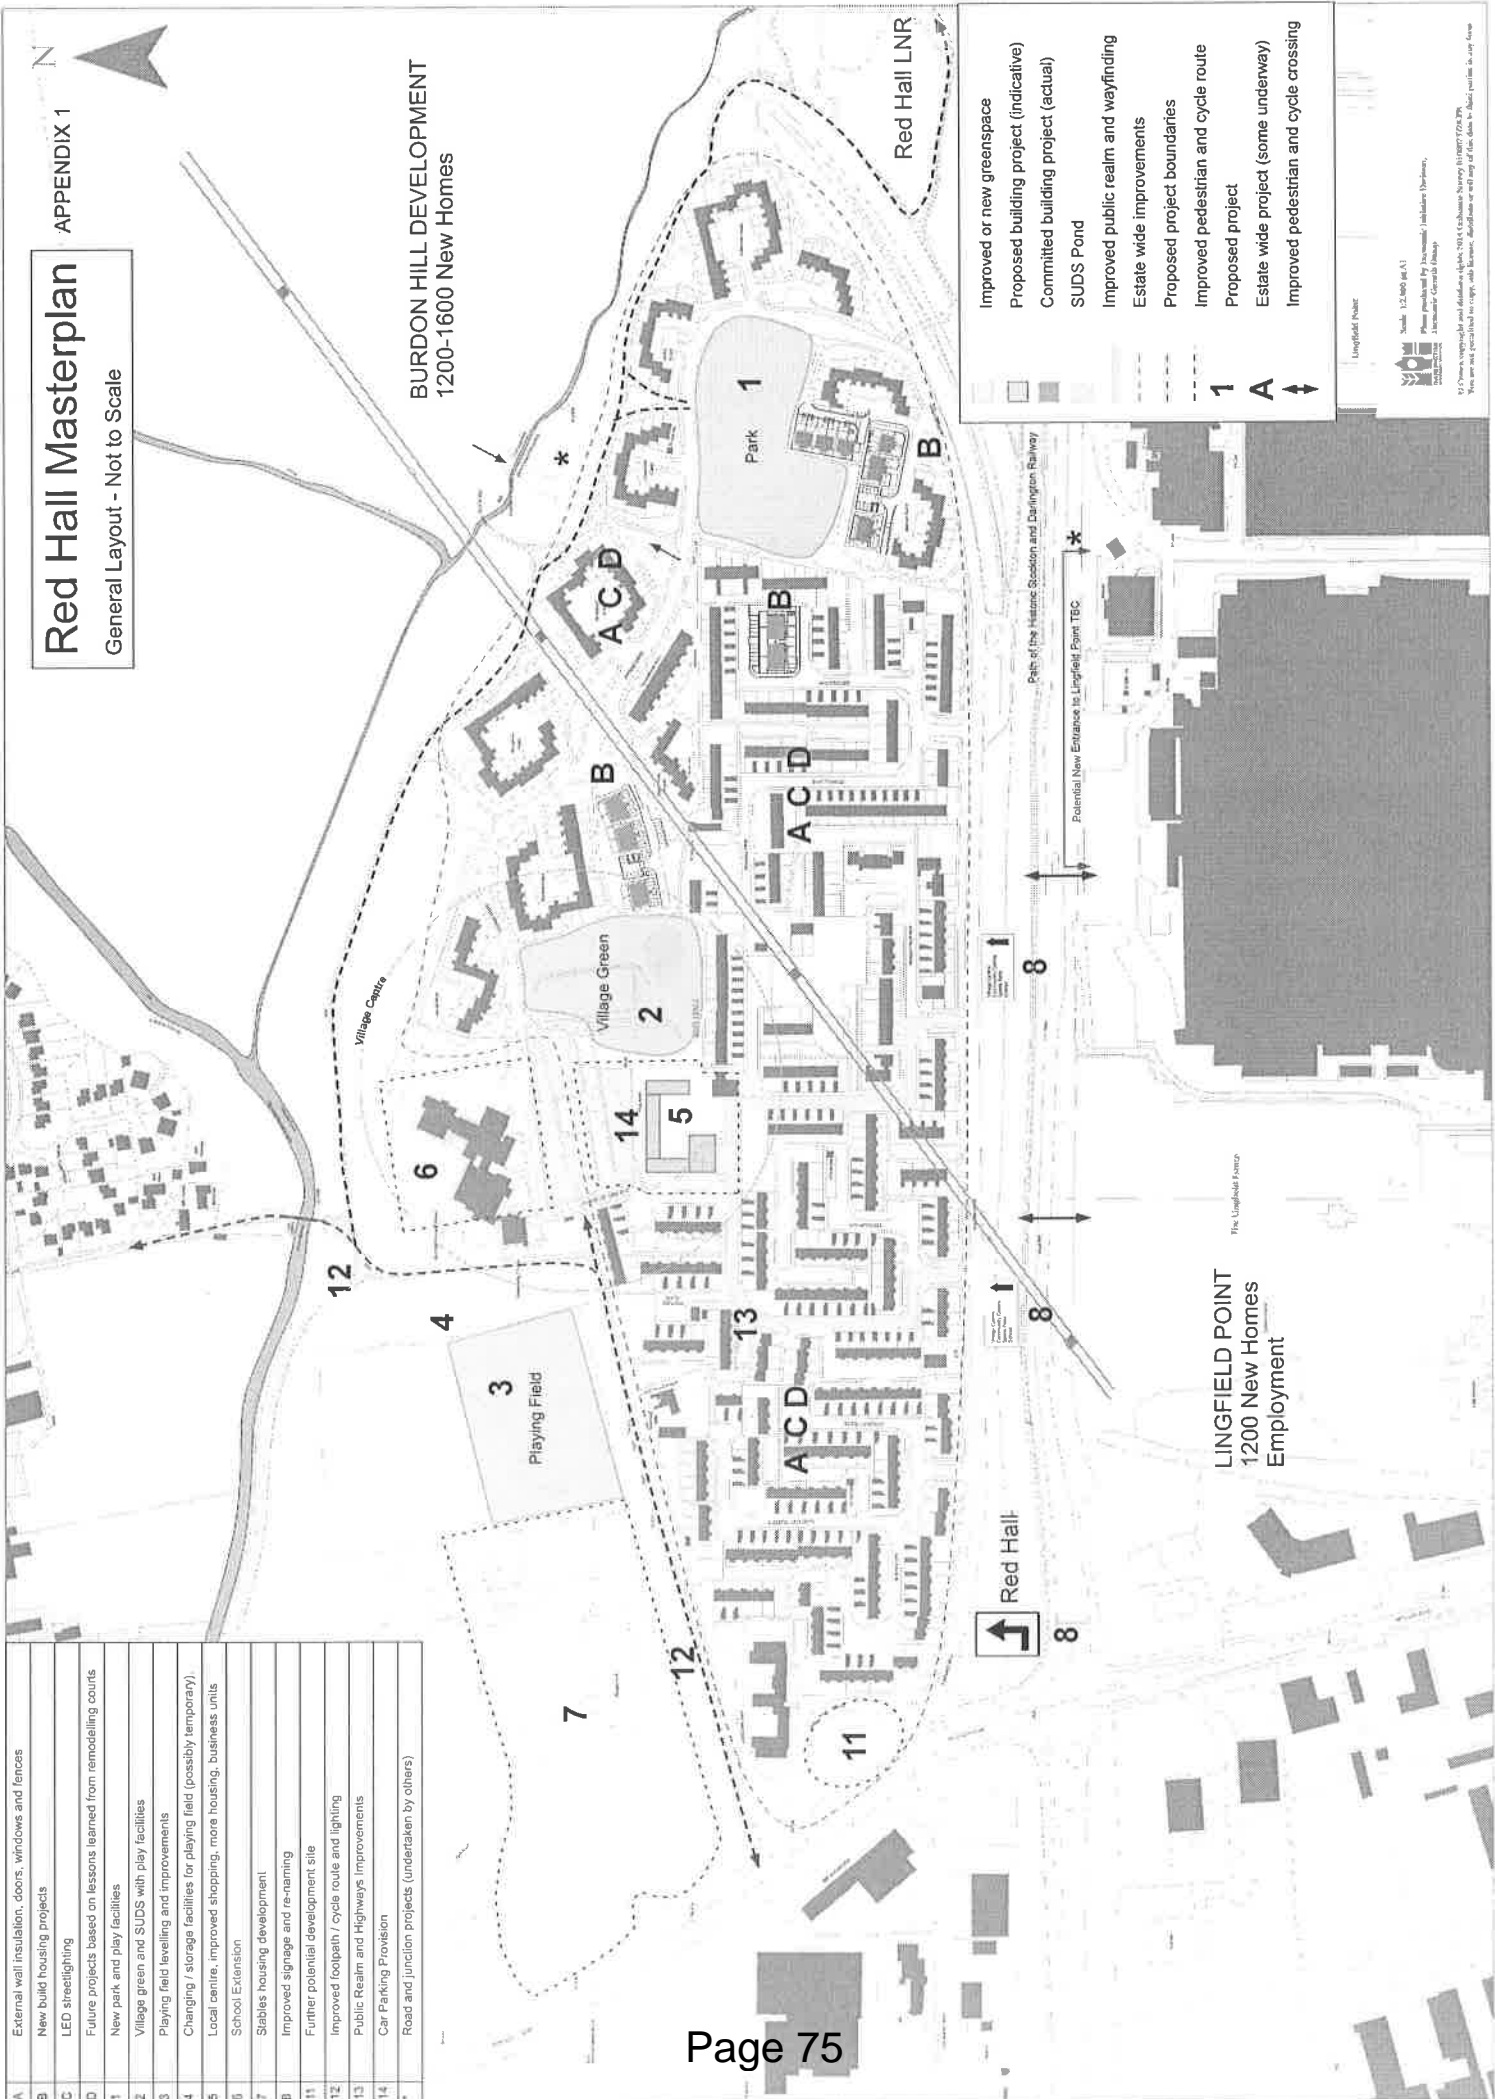 Red Hall Masterplan
General Layout - Not to Scale
APPENDIX 1
N
A External wall insulation, doors, windows and fences
B New build housing projects
C LED streetlighting
D Future projects based on lessons learned from remodelling courts
1 New park and play facilities
2 Village green and SUDS with play facilities
3 Playing field levelling and improvements
4 Changing / storage facilities for playing field (possibly temporary)
5 Local centre, improved shopping, more housing, business units
6 School Extension
7 Stables housing development
8 Improved signage and re-naming
11 Further potential development site
12 Improved footpath / cycle route and lighting
13 Public Realm and Highways Improvements
14 Car Parking Provision
* Road and junction projects (undertaken by others)
BURDON HILL DEVELOPMENT
1200-1600 New Homes
*
12
Village Centre
6
4
3
Playing Field
7
12
14
5
Village Green
2
B
A C D
Park
1
B
B
A C D
13
A C D
11
Red Hall LNR
Path of the Historic Stockton and Darlington Railway
Potential New Entrance to Lingfield Point TBC
*
8
8
Red Hall
8
LINGFIELD POINT
1200 New Homes
Employment
Lingfield Point
Improved or new greenspace
Proposed building project (indicative)
Committed building project (actual)
SUDS Pond
Improved public realm and wayfinding
Estate wide improvements
Proposed project boundaries
Improved pedestrian and cycle route
1 Proposed project
A Estate wide project (some underway)
Improved pedestrian and cycle crossing
Page 75